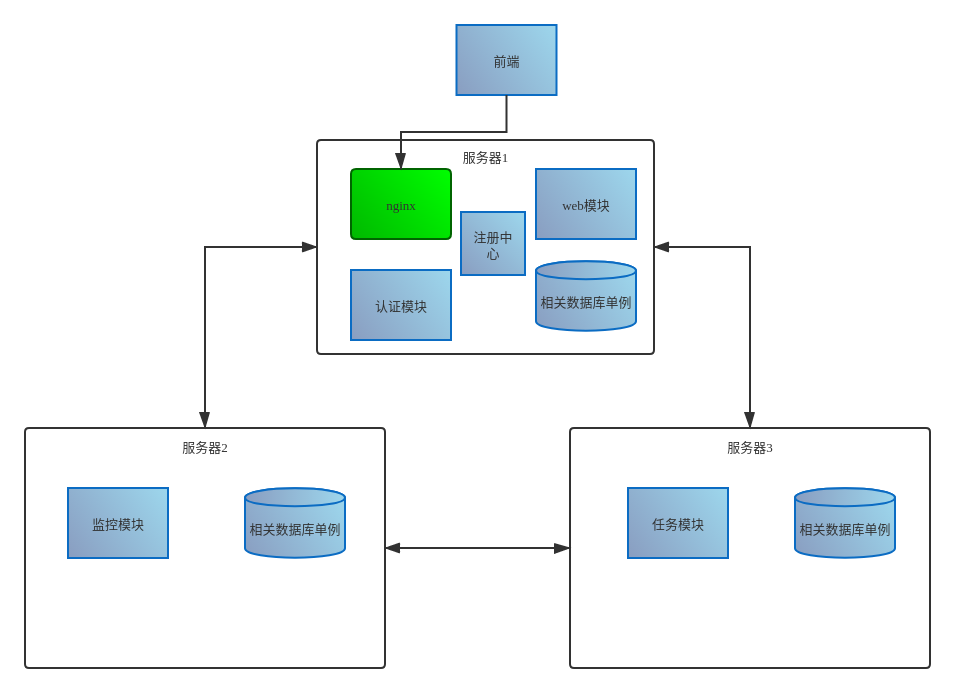 前端
服务器1
nginx
web模块
注册中
心
认证模块
相关数据库单例
服务器2
监控模块
相关数据库单例
服务器3
任务模块
相关数据库单例